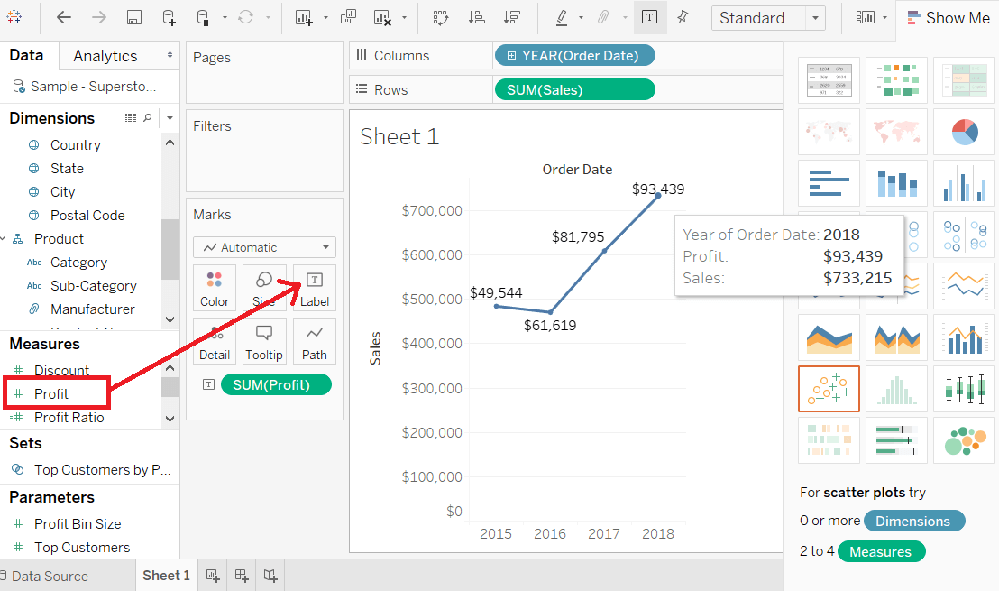 Standard
Show Me
Data
Analytics
Sample - Supersto...
Dimensions
Country
State
City
Postal Code
Product
Abc Category
Abc Sub-Category
Manufacturer
Measures
Discount
Profit
Profit Ratio
Sets
Top Customers by P...
Parameters
Profit Bin Size
Top Customers
Pages
Filters
Marks
Automatic
Color
Size
Label
Detail
Tooltip
Path
SUM(Profit)
Columns
YEAR(Order Date)
Rows
SUM(Sales)
Sheet 1
Order Date
Sales
$700,000
$600,000
$500,000
$400,000
$300,000
$200,000
$100,000
$0
$49,544
$61,619
$81,795
$93,439
2015 2016 2017 2018
Year of Order Date: 2018
Profit: $93,439
Sales: $733,215
For scatter plots try
0 or more Dimensions
2 to 4 Measures
Data Source
Sheet 1